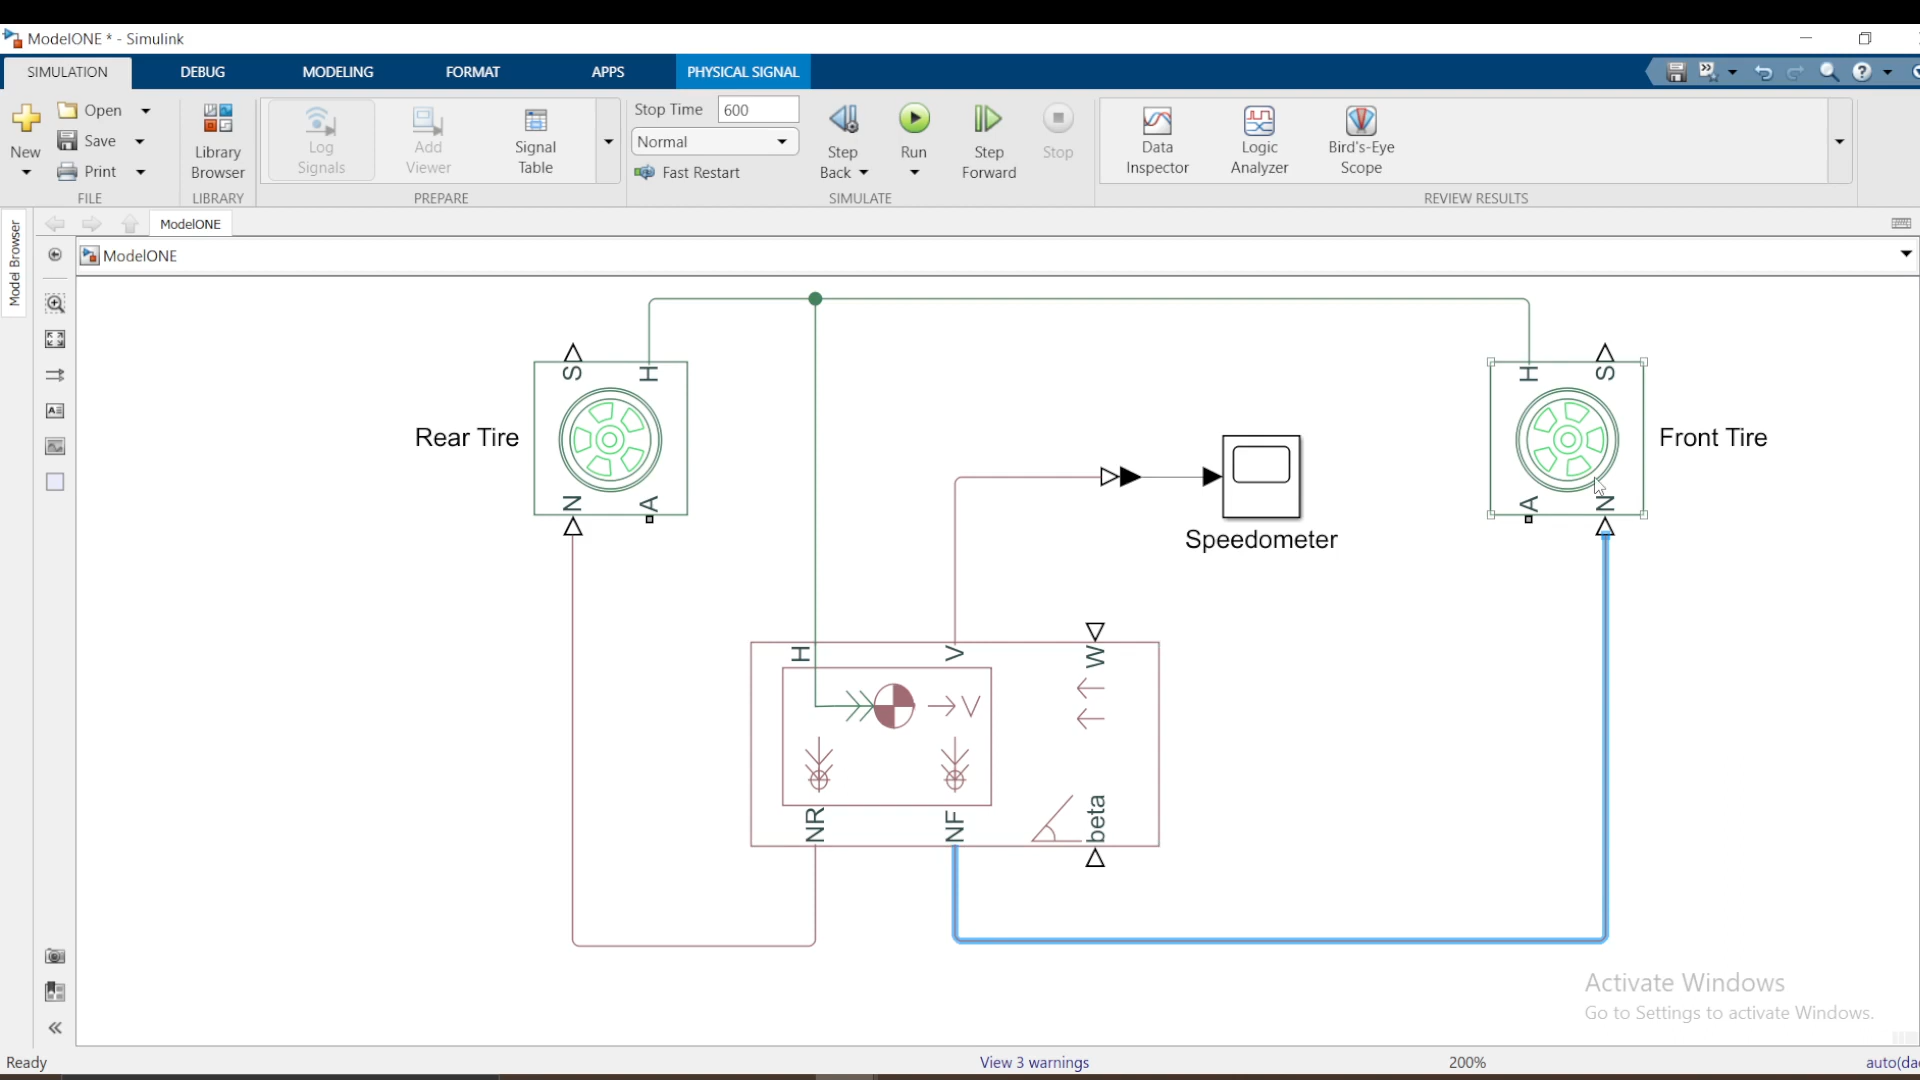 ModelONE * - Simulink
SIMULATION DEBUG MODELING FORMAT APPS PHYSICAL SIGNAL
New
Open
Save
Print
FILE
Library Browser
LIBRARY
Log Signals
Add Viewer
Signal Table
PREPARE
Stop Time 600
Normal
Fast Restart
Step Back
Run
Step Forward
Stop
SIMULATE
Data Inspector
Logic Analyzer
Bird's-Eye Scope
REVIEW RESULTS
Model Browser
ModelONE
ModelONE
S H
Rear Tire
N A
H S
Front Tire
A N
Speedometer
H V W
V
NR NF beta
Activate Windows
Go to Settings to activate Windows.
Ready View 3 warnings 200% auto(da